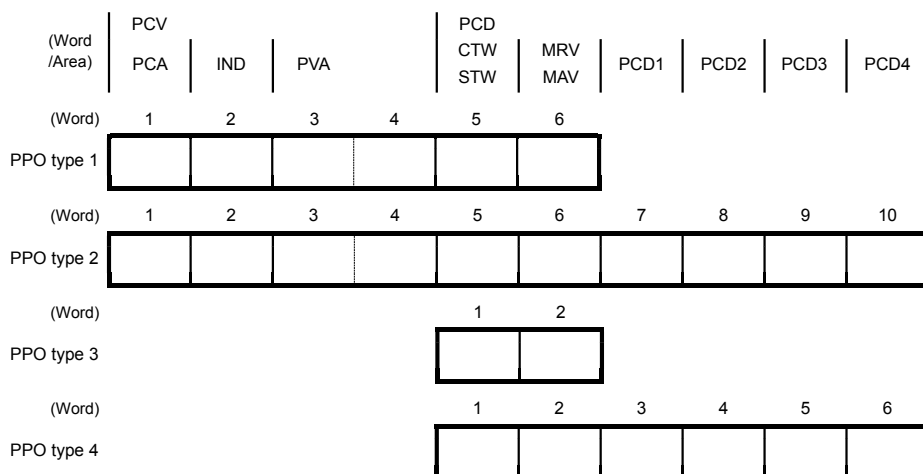 PCV PCD
(Word /Area) PCA IND PVA CTW STW MRV MAV PCD1 PCD2 PCD3 PCD4
(Word) 1 2 3 4 5 6
PPO type 1
(Word) 1 2 3 4 5 6 7 8 9 10
PPO type 2
(Word) 1 2
PPO type 3
(Word) 1 2 3 4 5 6
PPO type 4